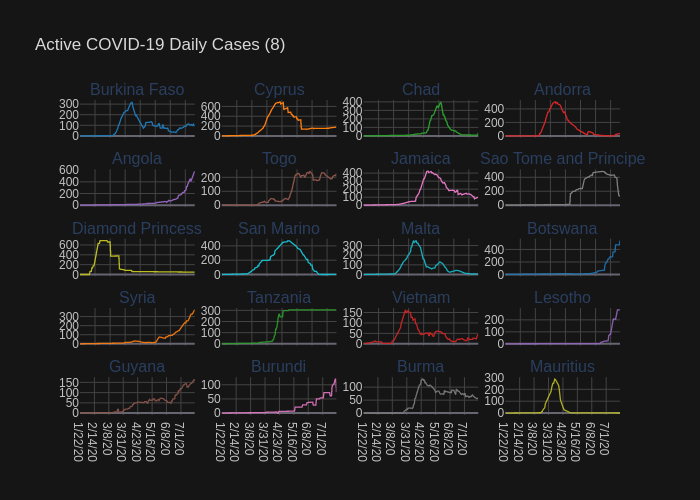 Active COVID-19 Daily Cases (8)
Burkina Faso Cyprus Chad Andorra
300 600 400 400
200 400 300 200
100 200 200 0
0 0 100
0
Angola Togo Jamaica Sao Tome and Principe
600 200 400 400
400 100 300 200
200 0 200 0
0 100
0
Diamond Princess San Marino Malta Botswana
600 400 300 400
400 200 200 200
200 0 100 0
0
Syria Tanzania Vietnam Lesotho
300 300 150 200
200 200 100 0
100 100 50
0 0 0
Guyana Burundi Burma Mauritius
150 100 100 300
100 50 50 200
50 0 0 100
0 0
1/22/20 2/14/20 3/8/20 3/31/20 4/23/20 5/16/20 6/8/20 7/1/20
1/22/20 2/14/20 3/8/20 3/31/20 4/23/20 5/16/20 6/8/20 7/1/20
1/22/20 2/14/20 3/8/20 3/31/20 4/23/20 5/16/20 6/8/20 7/1/20
1/22/20 2/14/20 3/8/20 3/31/20 4/23/20 5/16/20 6/8/20 7/1/20